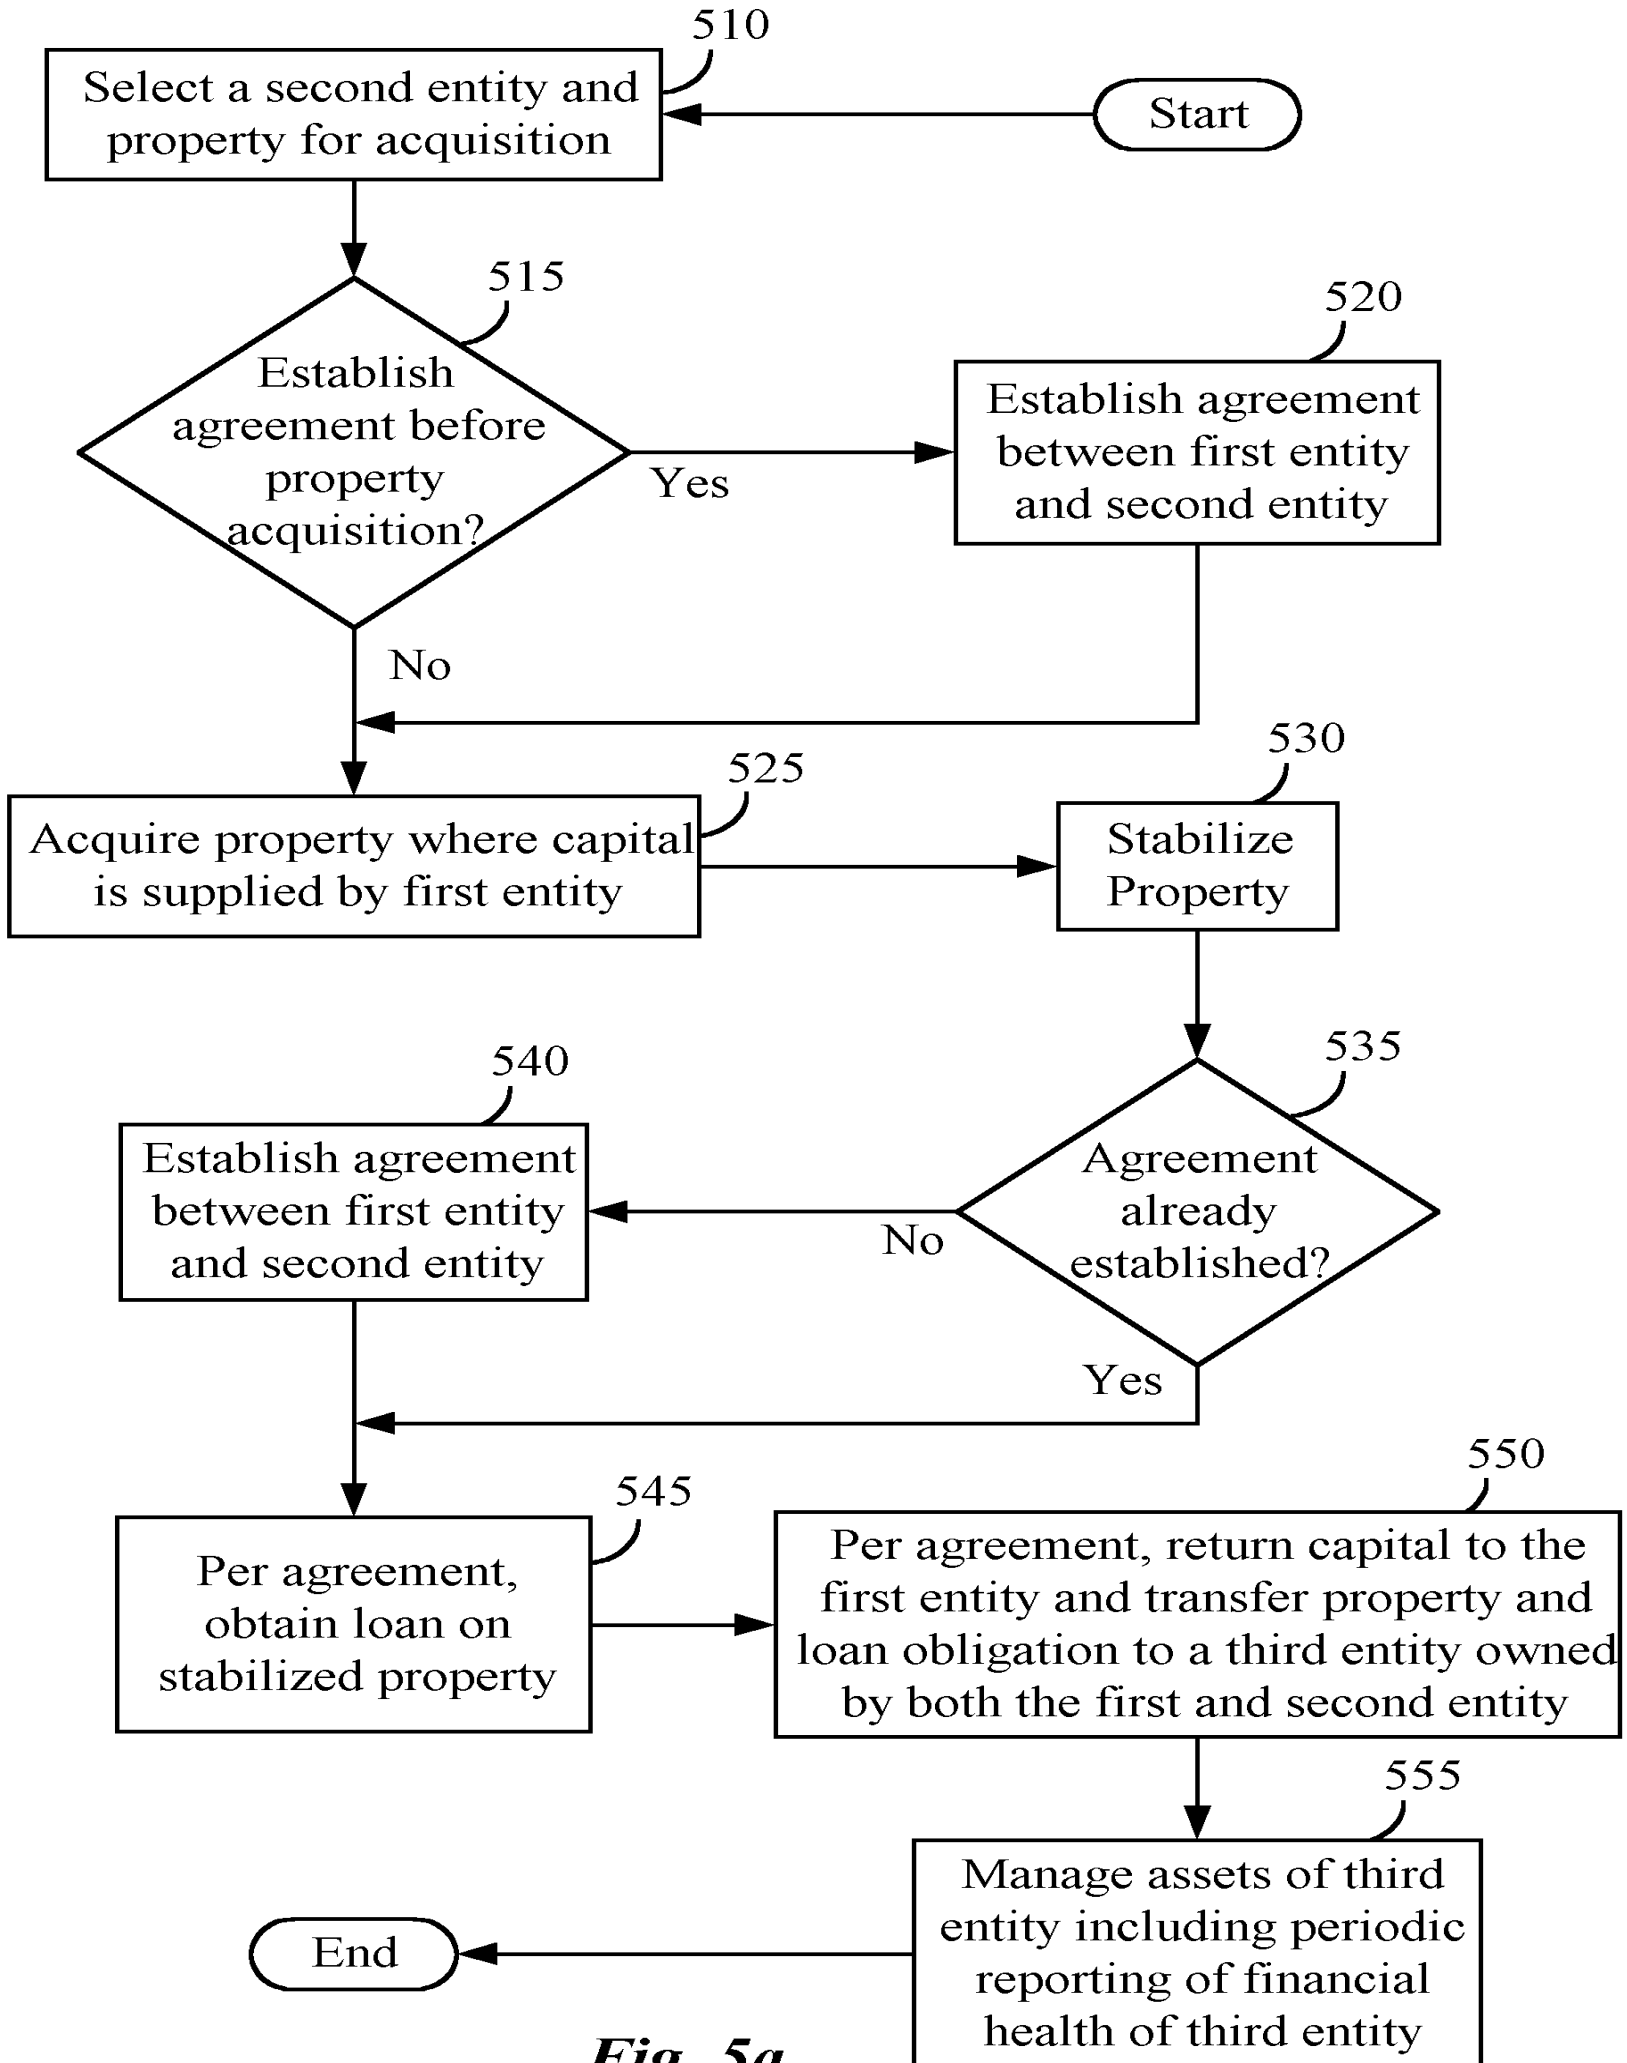 510
Select a second entity and
property for acquisition
Start
515
Establish
agreement before
property
acquisition?
Yes
No
520
Establish agreement
between first entity
and second entity
525
Acquire property where capital
is supplied by first entity
530
Stabilize
Property
535
Agreement
already
established?
No
Yes
540
Establish agreement
between first entity
and second entity
545
Per agreement,
obtain loan on
stabilized property
550
Per agreement, return capital to the
first entity and transfer property and
loan obligation to a third entity owned
by both the first and second entity
555
Manage assets of third
entity including periodic
reporting of financial
health of third entity
End
Fig. 5a